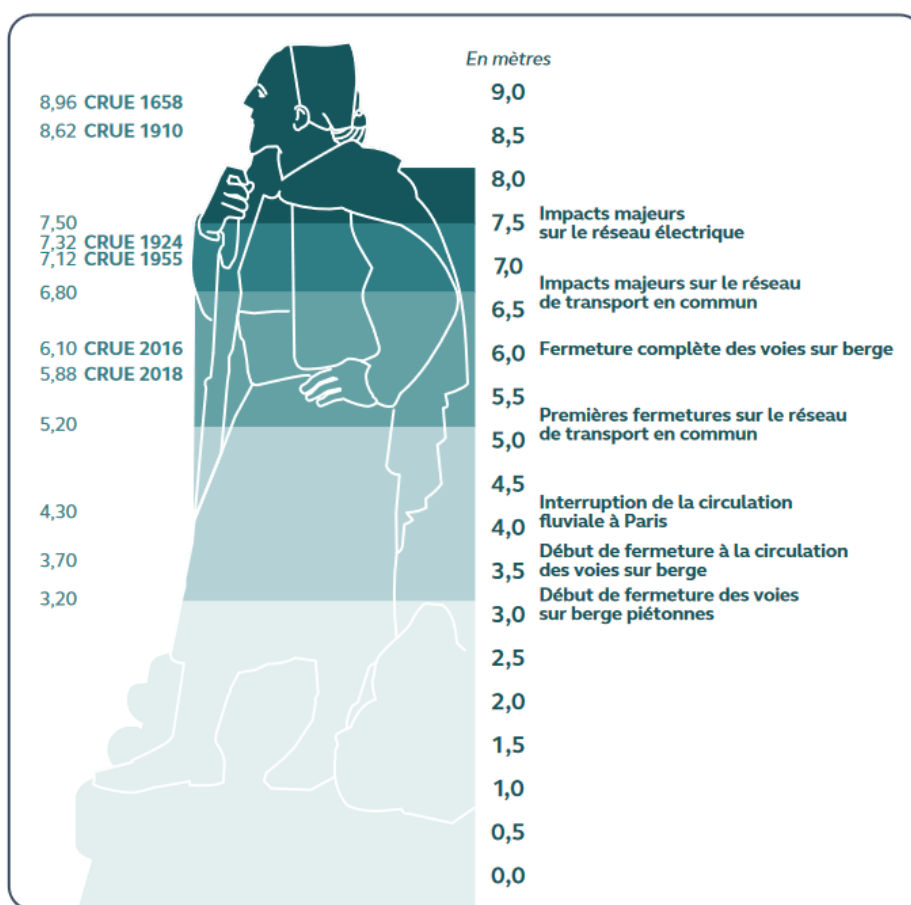 En mètres
8,96 CRUE 1658
8,62 CRUE 1910
7,50
7,32 CRUE 1924
7,12 CRUE 1955
6,80
6,10 CRUE 2016
5,88 CRUE 2018
5,20
4,30
3,70
3,20
9,0
8,5
8,0
7,5
7,0
6,5
6,0
5,5
5,0
4,5
4,0
3,5
3,0
2,5
2,0
1,5
1,0
0,5
0,0
Impacts majeurs
sur le réseau électrique
Impacts majeurs sur le réseau
de transport en commun
Fermeture complète des voies sur berge
Premières fermetures sur le réseau
de transport en commun
Interruption de la circulation
fluviale à Paris
Début de fermeture à la circulation
des voies sur berge
Début de fermeture des voies
sur berge piétonnes